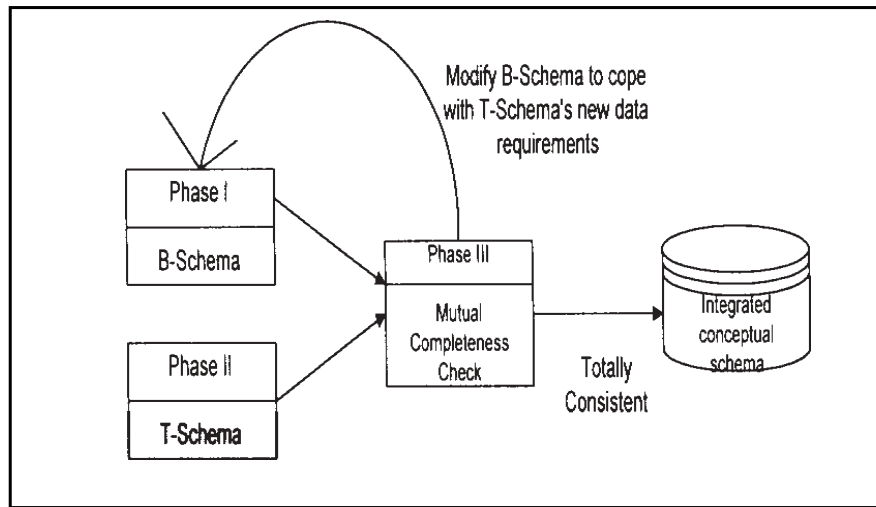 Modify B-Schema to cope
with T-Schema's new data
requirements
Phase I
B-Schema
Phase II
T-Schema
Phase III
Mutual
Completeness
Check
Totally
Consistent
Integrated
conceptual
schema